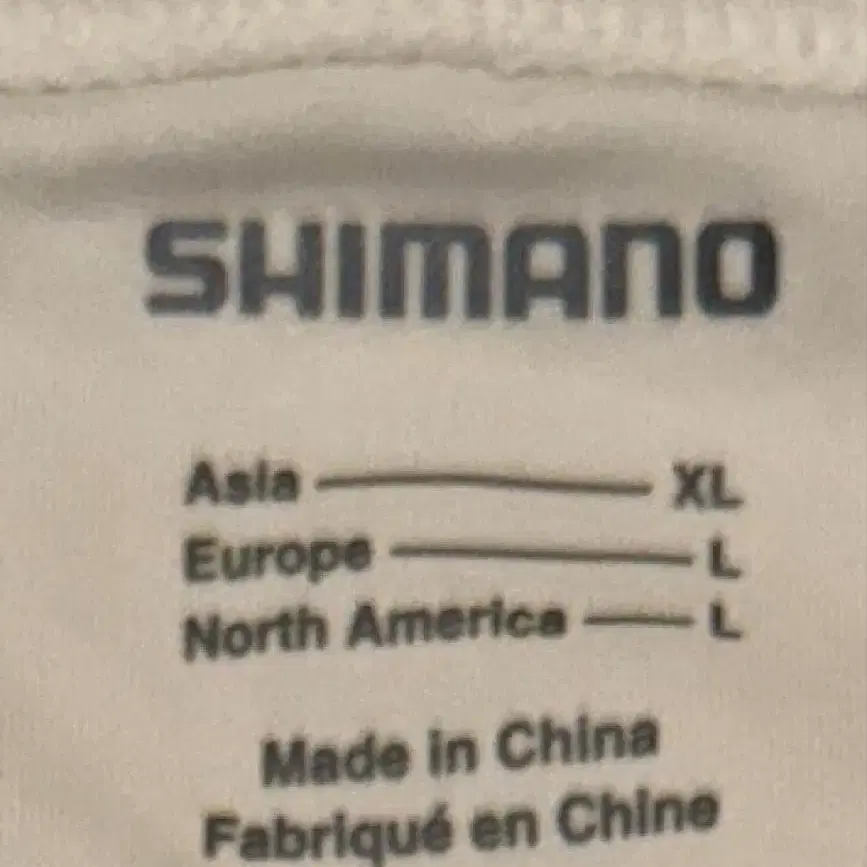 SHIMANO
Asia — XL
Europe — L
North America — L
Made in China
Fabriqué en Chine